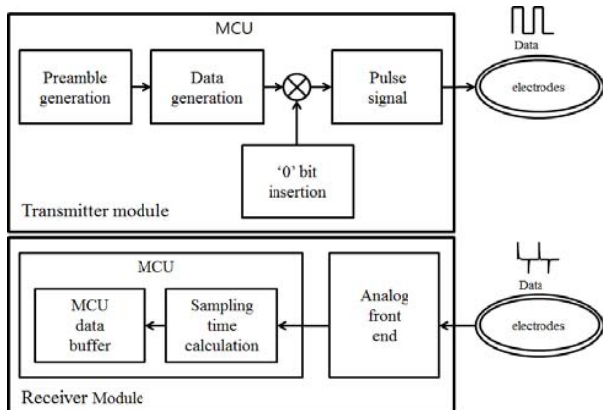 MCU
Preamble
generation
Data
generation
Pulse
signal
'0' bit
insertion
Transmitter module
Data
electrodes
MCU
MCU
data
buffer
Sampling
time
calculation
Analog
front
end
Receiver Module
Data
electrodes